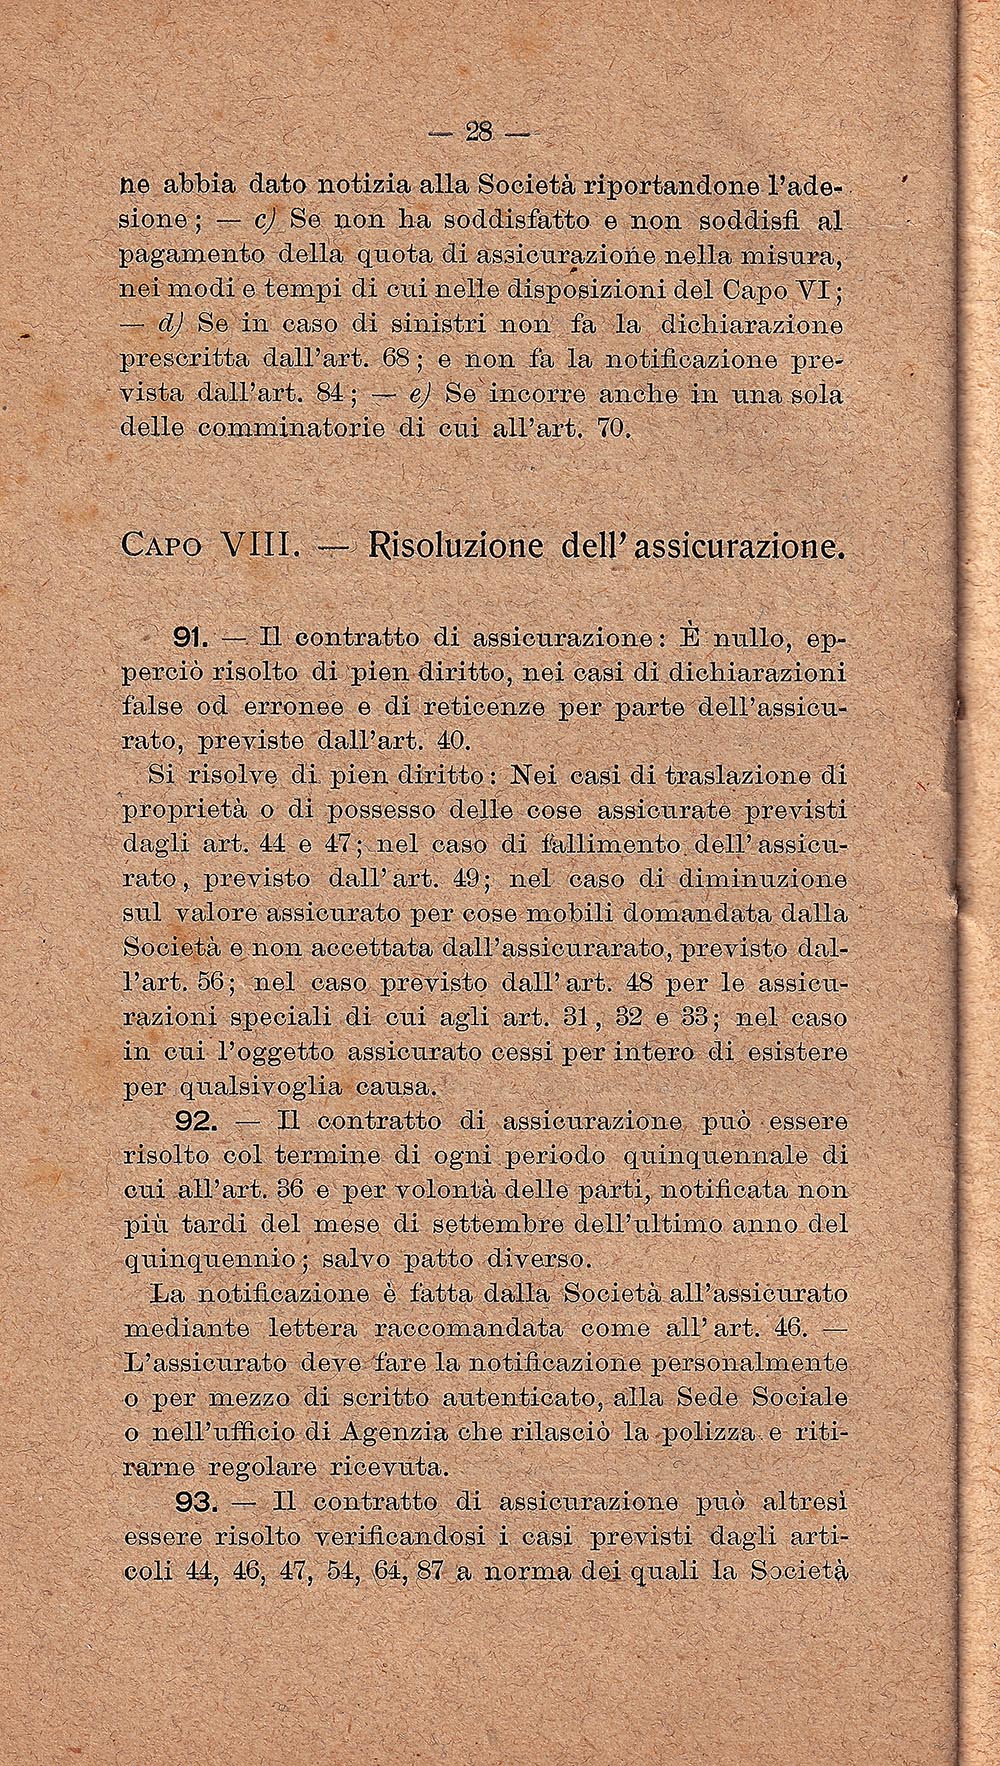 — 28 —
ne abbia dato notizia alla Società riportandone l'ade-
sione; — c) Se non ha soddisfatto e non soddisfi al
pagamento della quota di assicurazione nella misura,
nei modi e tempi di cui nelle disposizioni del Capo VI;
— d) Se in caso di sinistri non fa la dichiarazione
prescritta dall'art. 68; e non fa la notificazione pre-
vista dall'art. 84; — e) Se incorre anche in una sola
delle comminatorie di cui all'art. 70.
CAPO VIII. — Risoluzione dell' assicurazione.
91. — Il contratto di assicurazione: È nullo, ep-
perciò risolto di pien diritto, nei casi di dichiarazioni
false od erronee e di reticenze per parte dell'assicu-
rato, previste dall'art. 40.
Si risolve di pien diritto: Nei casi di traslazione di
proprietà o di possesso delle cose assicurate previsti
dagli art. 44 e 47; nel caso di fallimento dell' assicu-
rato, previsto dall' art. 49; nel caso di diminuzione
sul valore assicurato per cose mobili domandata dalla
Società e non accettata dall'assicurarato, previsto dal-
l'art. 56; nel caso previsto dall' art. 48 per le assicu-
razioni speciali di cui agli art. 31, 32 e 33; nel caso
in cui l'oggetto assicurato cessi per intero di esistere
per qualsivoglia causa.
92. — Il contratto di assicurazione può essere
risolto col termine di ogni periodo quinquennale di
cui all'art. 36 e per volontà delle parti, notificata non
più tardi del mese di settembre dell'ultimo anno del
quinquennio; salvo patto diverso.
La notificazione è fatta dalla Società all'assicurato
mediante lettera raccomandata come all' art. 46. —
L'assicurato deve fare la notificazione personalmente
o per mezzo di scritto autenticato, alla Sede Sociale
o nell'ufficio di Agenzia che rilasciò la polizza e riti-
rarne regolare ricevuta.
93. — Il contratto di assicurazione può altresì
essere risolto verificandosi i casi previsti dagli arti-
coli 44, 46, 47, 54, 64, 87 a norma dei quali la Società